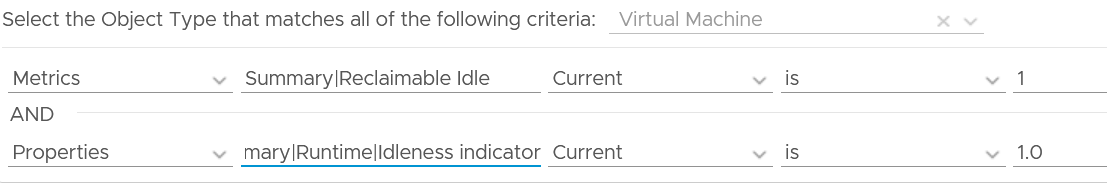 Select the Object Type that matches all of the following criteria: Virtual Machine
Metrics Summary|Reclaimable Idle Current is 1
AND
Properties mary|Runtime|Idleness indicator Current is 1.0